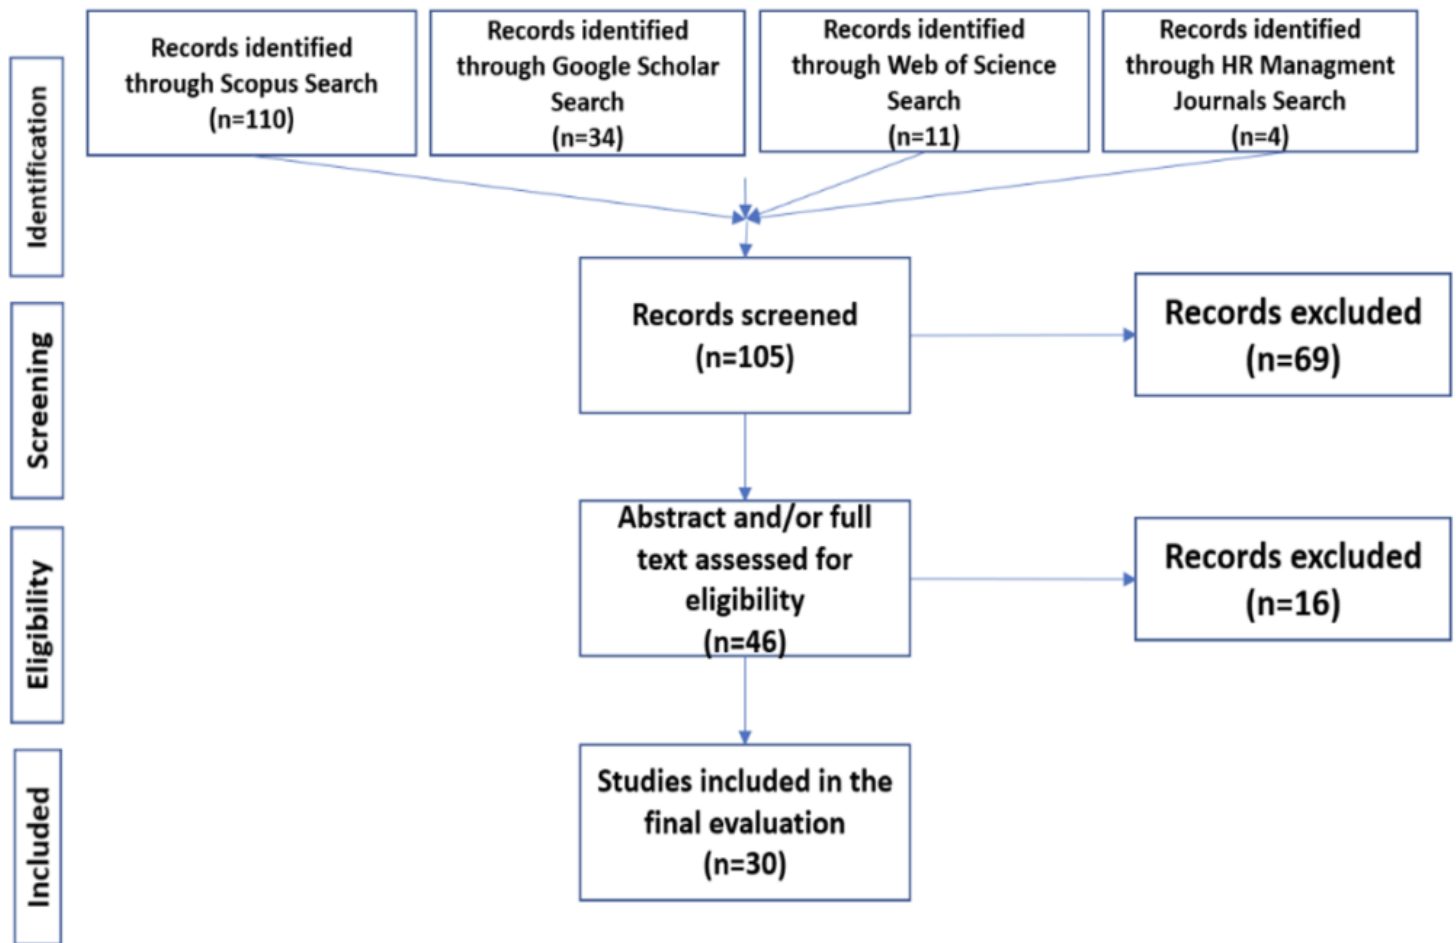 Identification
Records identified
through Scopus Search
(n=110)
Records identified
through Google Scholar
Search
(n=34)
Records identified
through Web of Science
Search
(n=11)
Records identified
through HR Managment
Journals Search
(n=4)
Screening
Records screened
(n=105)
Records excluded
(n=69)
Eligibility
Abstract and/or full
text assessed for
eligibility
(n=46)
Records excluded
(n=16)
Included
Studies included in the
final evaluation
(n=30)